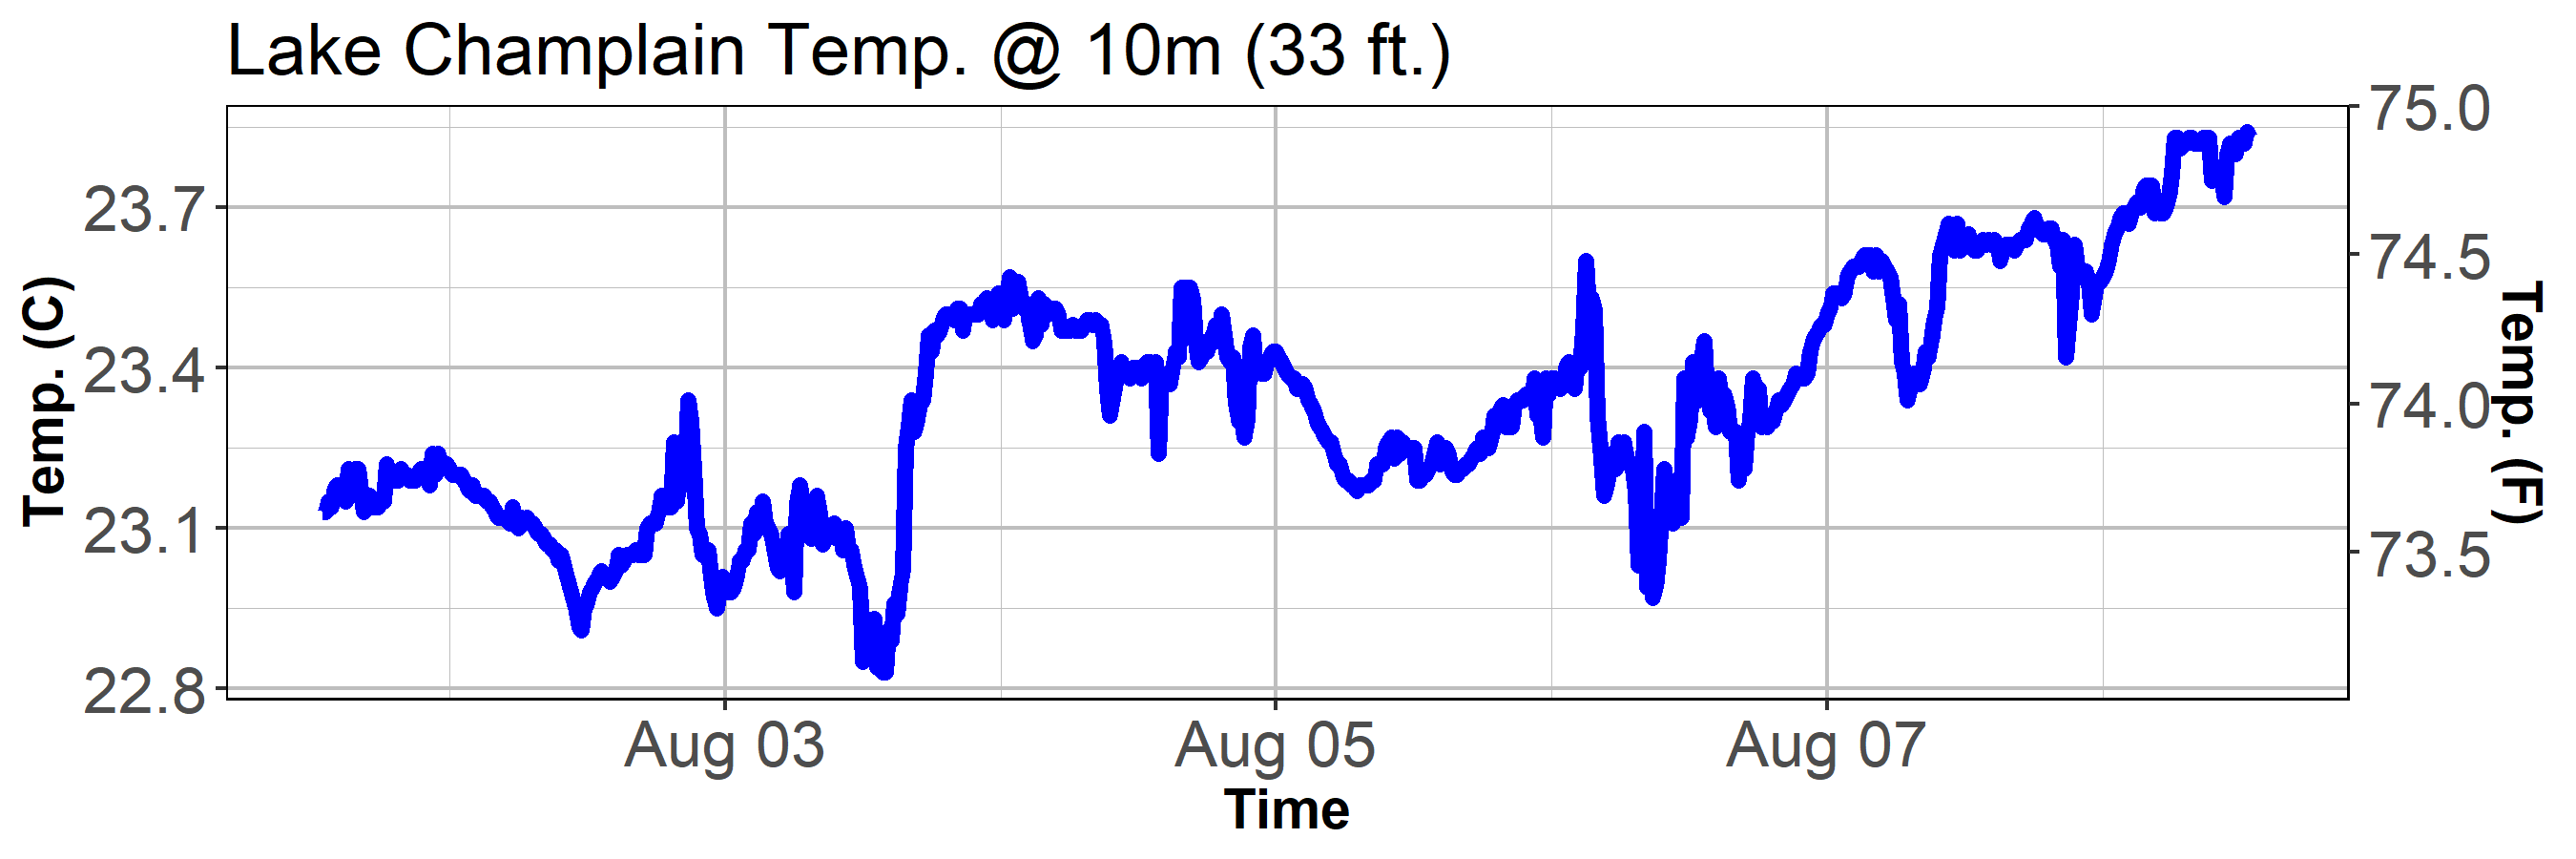 Lake Champlain Temp. @ 10m (33 ft.)
Temp. (C)
23.7
23.4
23.1
22.8
75.0
74.5
74.0
73.5
Temp. (F)
Aug 03
Aug 05
Aug 07
Time